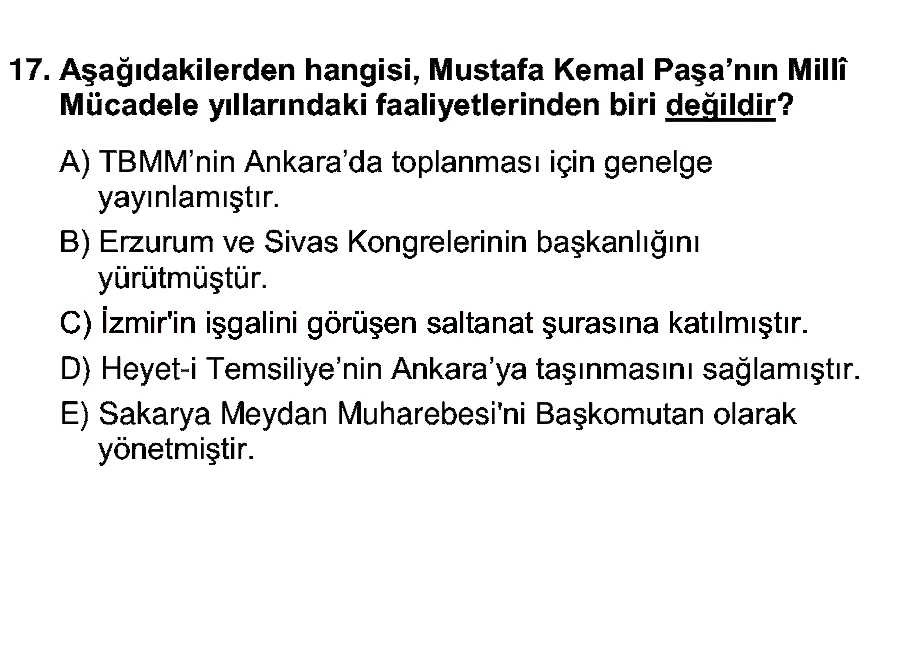 17. Aşağıdakilerden hangisi, Mustafa Kemal Paşa’nın Millî
Mücadele yıllarındaki faaliyetlerinden biri değildir?
A) TBMM’nin Ankara’da toplanması için genelge
yayınlamıştır.
B) Erzurum ve Sivas Kongrelerinin başkanlığını
yürütmüştür.
C) İzmir'in işgalini görüşen saltanat şurasına katılmıştır.
D) Heyet-i Temsiliye’nin Ankara’ya taşınmasını sağlamıştır.
E) Sakarya Meydan Muharebesi'ni Başkomutan olarak
yönetmiştir.